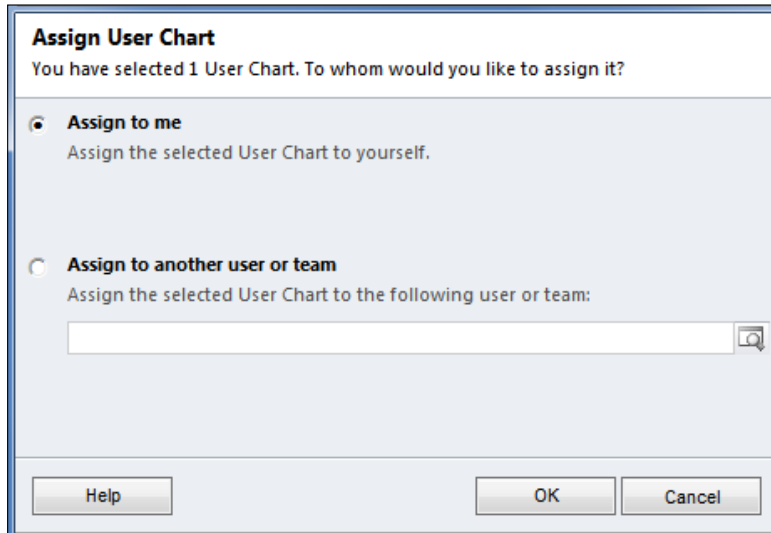 Assign User Chart
You have selected 1 User Chart. To whom would you like to assign it?
Assign to me
Assign the selected User Chart to yourself.
Assign to another user or team
Assign the selected User Chart to the following user or team:
Help
OK
Cancel